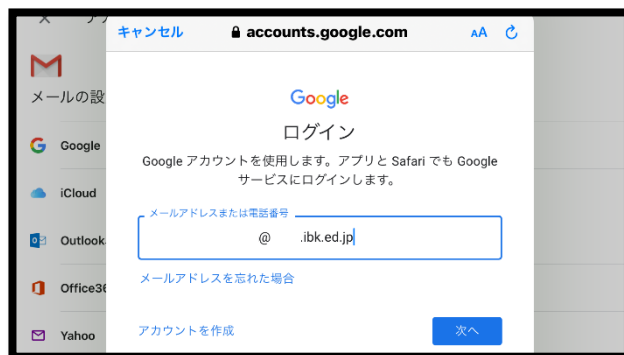 キャンセル
accounts.google.com
AA
メールの設
Google
ログイン
Google
Google アカウントを使用します。アプリと Safari でも Google
サービスにログインします。
iCloud
メールアドレスまたは電話番号
Outlook.
@ .ibk.ed.jp
メールアドレスを忘れた場合
Office36
Yahoo
アカウントを作成
次へ